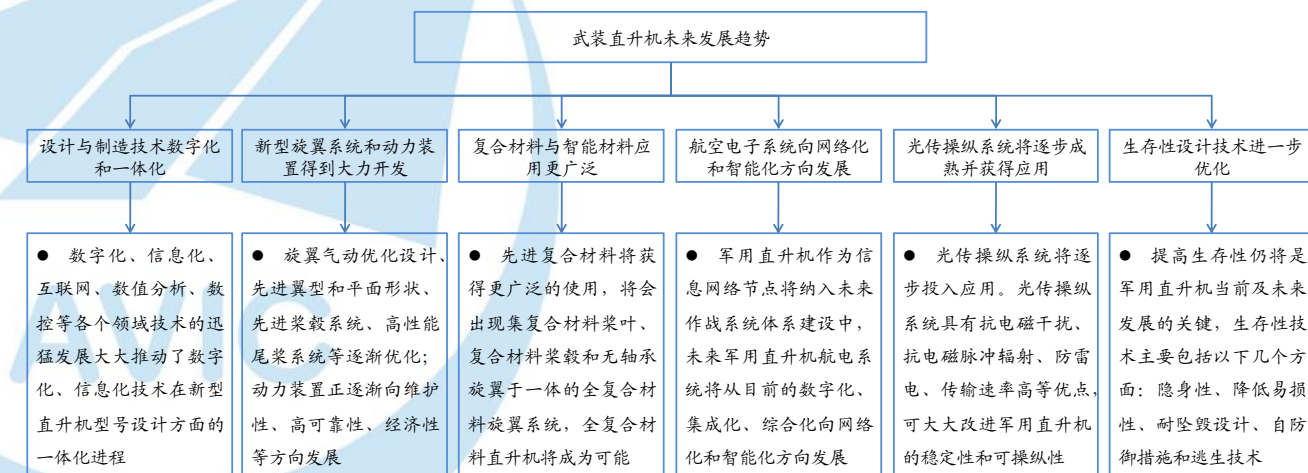 武装直升机未来发展趋势
设计与制造技术数字化
和一体化
新型旋翼系统和动力装
置得到大力开发
复合材料与智能材料应
用更广泛
航空电子系统向网络化
和智能化方向发展
光传操纵系统将逐步成
熟并获得应用
生存性设计技术进一步
优化
● 数字化、信息化、
互联网、数值分析、数
控等各个领域技术的迅
猛发展大大推动了数字
化、信息化技术在新型
直升机型号设计方面的
一体化进程
● 旋翼气动优化设计、
先进翼型和平面形状、
先进桨毂系统、高性能
尾桨系统等逐渐优化；
动力装置正逐渐向维护
性、高可靠性、经济性
等方向发展
● 先进复合材料将获
得更广泛的使用，将会
出现集复合材料桨叶、
复合材料桨毂和无轴承
旋翼于一体的全复合材
料旋翼系统，全复合材
料直升机将成为可能
● 军用直升机作为信
息网络节点将纳入未来
作战系统体系建设中，
未来军用直升机航电系
统将从目前的数字化、
集成化、综合化向网络
化和智能化方向发展
● 光传操纵系统将逐
步投入应用。光传操纵
系统具有抗电磁干扰、
抗电磁脉冲辐射、防雷
电、传输速率高等优点，
可大大改进军用直升机
的稳定性和可操纵性
● 提高生存性仍将是
军用直升机当前及未来
发展的关键，生存性技
术主要包括以下几个方
面：隐身性、降低易损
性、耐坠毁设计、自防
御措施和逃生技术
AVIC